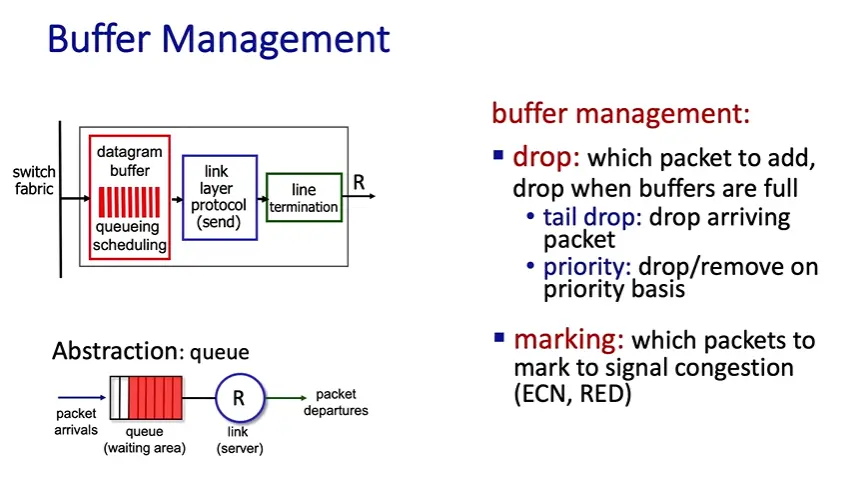 Buffer Management
switch
fabric
datagram
buffer
queueing
scheduling
link
layer
protocol
(send)
line
termination
R
Abstraction: queue
packet
arrivals
queue
(waiting area)
R
link
(server)
packet
departures
buffer management:
▪ drop: which packet to add,
drop when buffers are full
• tail drop: drop arriving
packet
• priority: drop/remove on
priority basis
▪ marking: which packets to
mark to signal congestion
(ECN, RED)